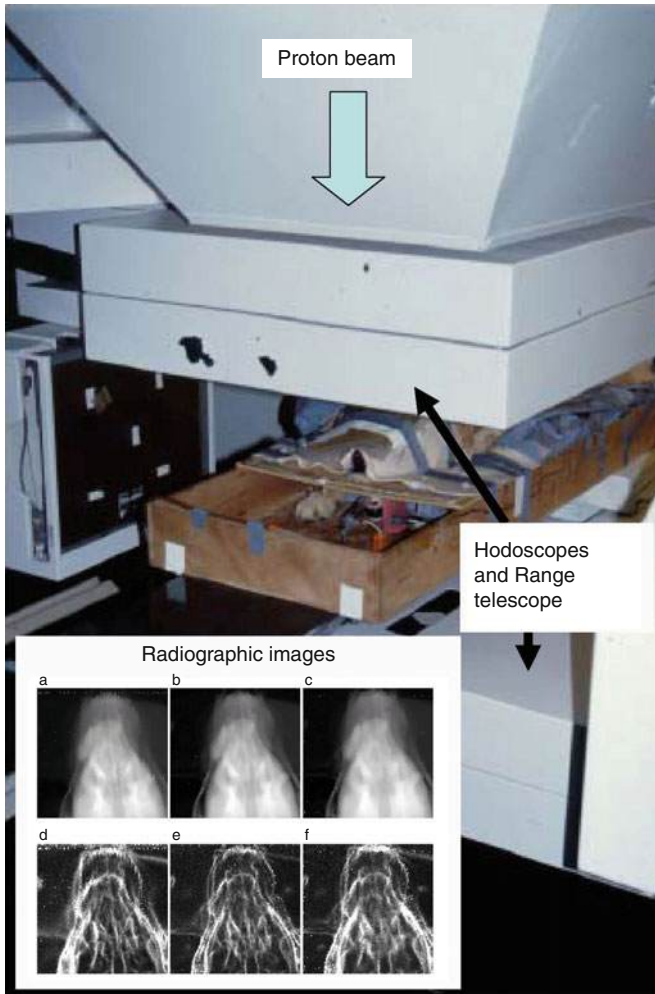 Proton beam
Hodoscopes
and Range
telescope
Radiographic images
a b c
d e f